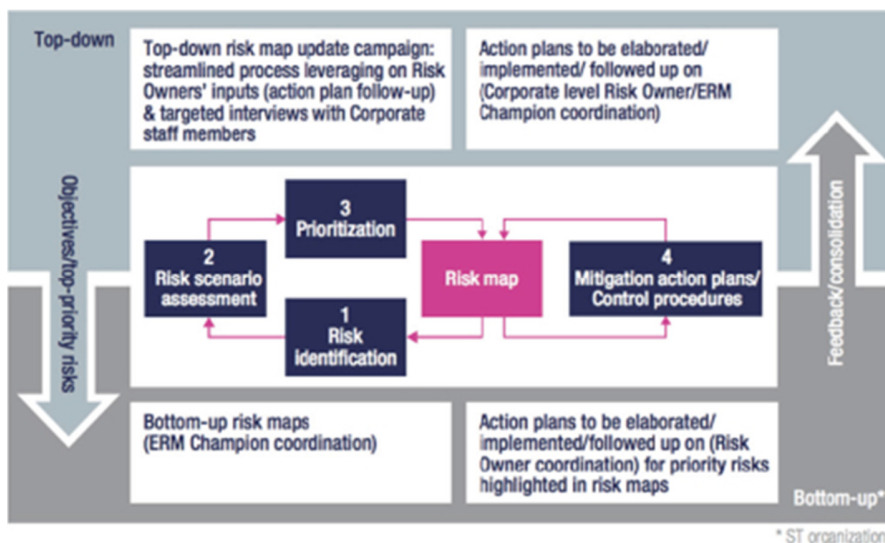 Top-down
Top-down risk map update campaign:
streamlined process leveraging on Risk
Owners' inputs (action plan follow-up)
& targeted interviews with Corporate
staff members
Action plans to be elaborated/
implemented/ followed up on
(Corporate level Risk Owner/ERM
Champion coordination)
Objectives/top-priority risks
3
Prioritization
2
Risk scenario
assessment
Risk map
4
Mitigation action plans/
Control procedures
1
Risk
identification
Feedback/consolidation
Bottom-up risk maps
(ERM Champion coordination)
Action plans to be elaborated/
implemented/followed up on (Risk
Owner coordination) for priority risks
highlighted in risk maps
Bottom-up*
* ST organization